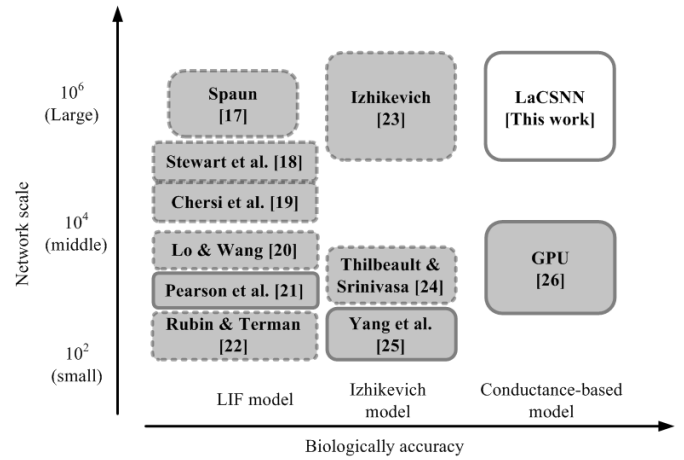 10^6
(Large)
Spaun
[17]
Izhikevich
[23]
LaCSNN
[This work]
Stewart et al. [18]
Chersi et al. [19]
Network scale
10^4
(middle)
Lo & Wang [20]
Thilbeault &
Srinivasa [24]
GPU
[26]
Pearson et al. [21]
Rubin & Terman
[22]
Yang et al.
[25]
10^2
(small)
LIF model
Izhikevich
model
Conductance-based
model
Biologically accuracy